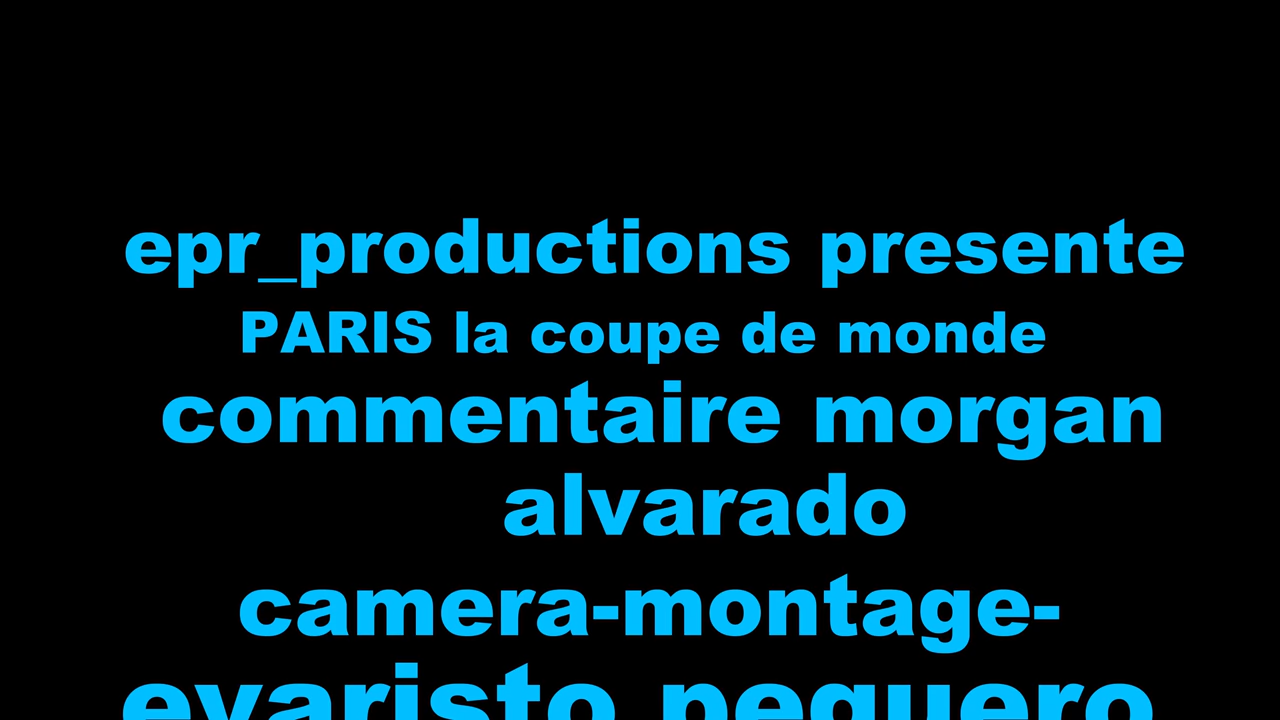 epr_productions presente
PARIS la coupe de monde
commentaire morgan
alvarado
camera-montage-
evaristo peguero